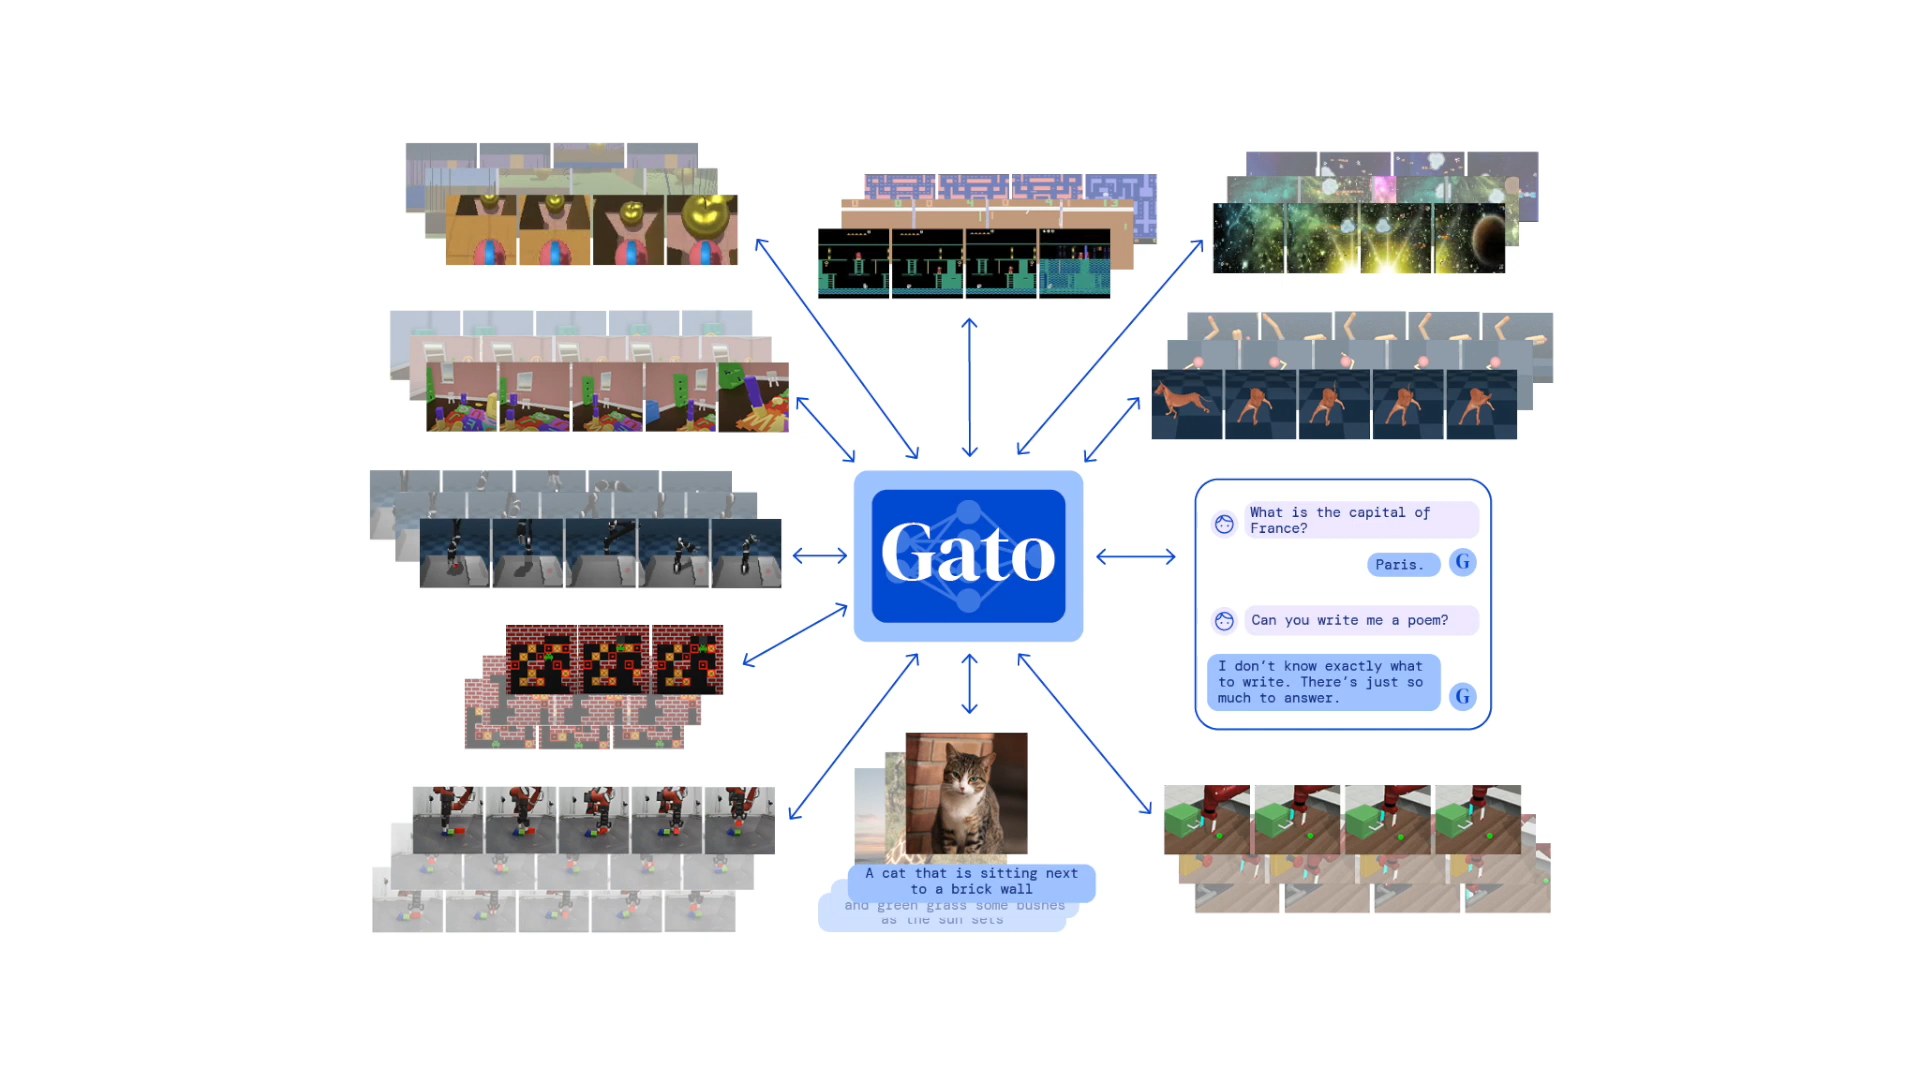 Gato
What is the capital of
France?
Paris.
G
Can you write me a poem?
I don't know exactly what
to write. There's just so
much to answer.
G
A cat that is sitting next
to a brick wall
and green grass some bushes
as the sun sets